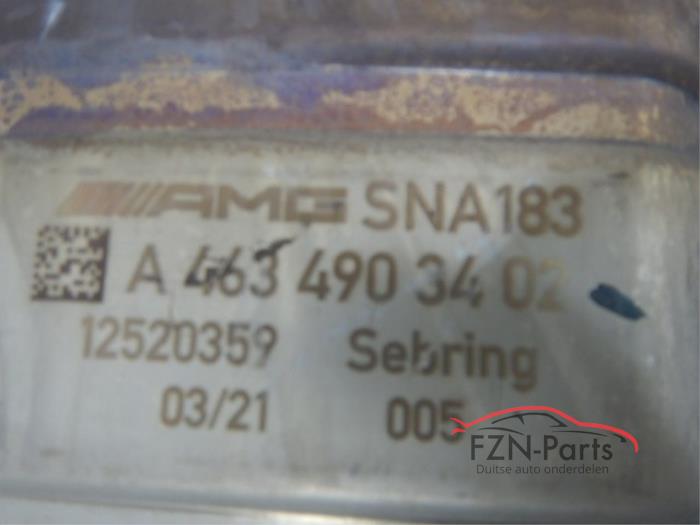 AMG SNA183
A 463 490 34 02
12520359 Sebring
03/21 005
FZN-Parts
Duitse auto onderdelen